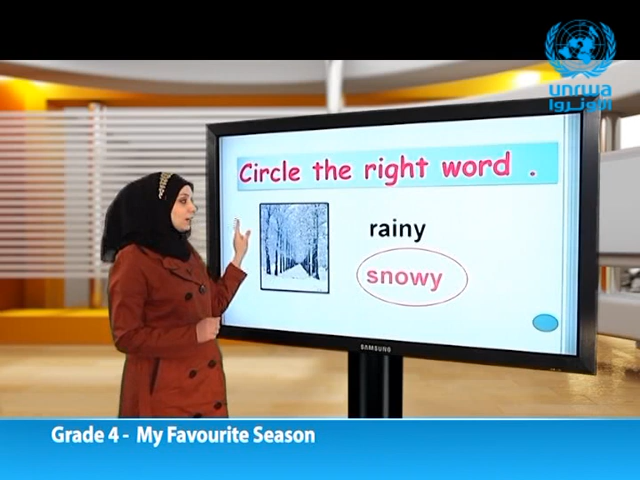 unrwa
الأونروا
Circle the right word .
rainy
snowy
SAMSUNG
Grade 4 - My Favourite Season